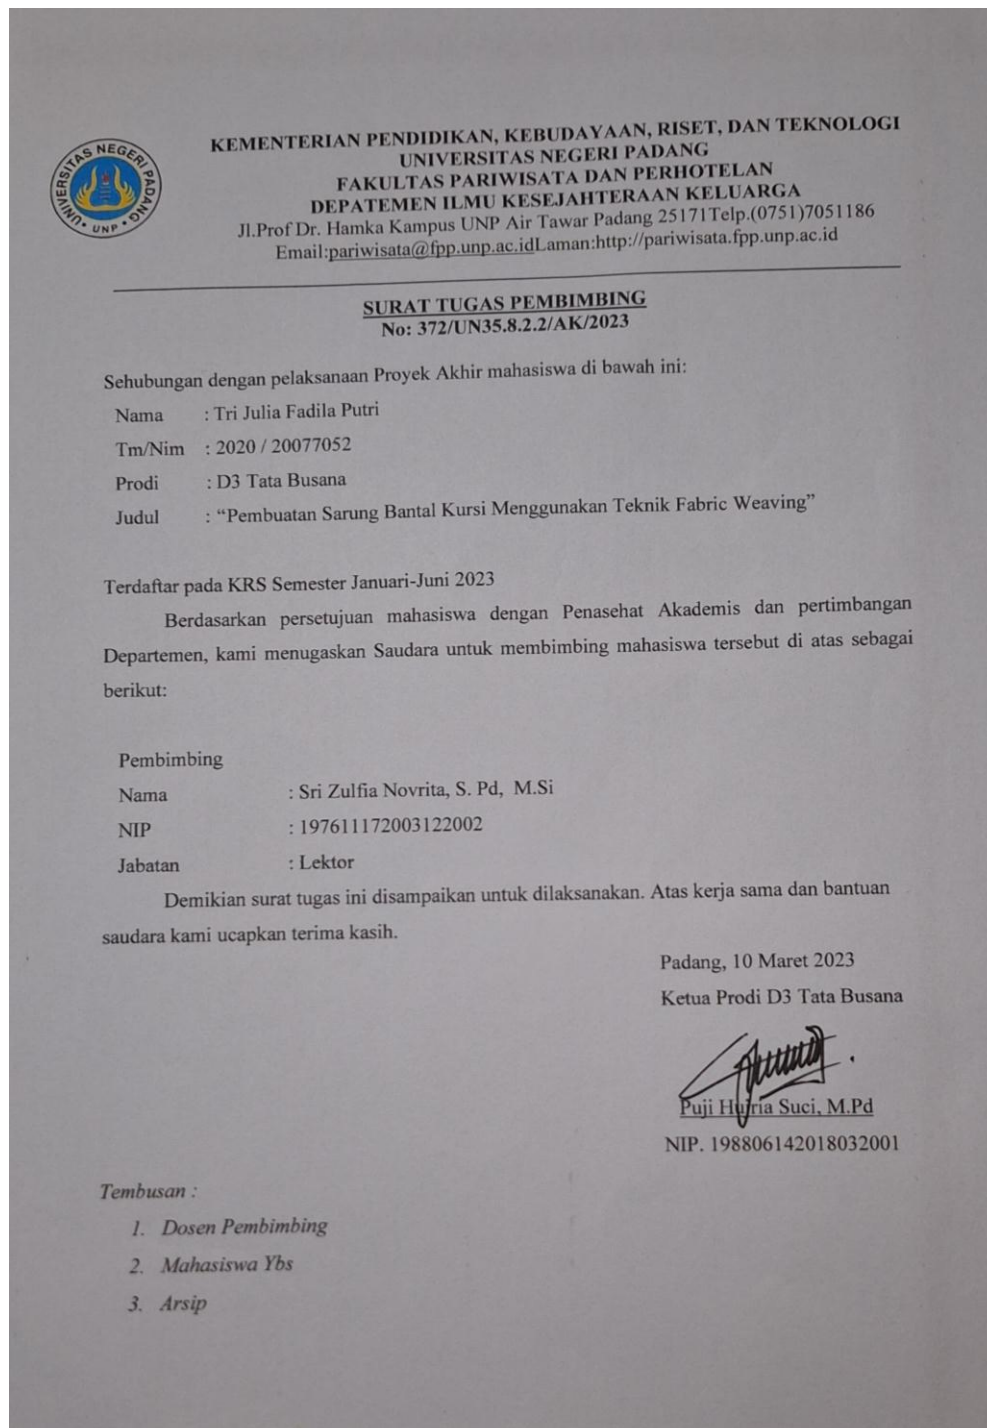 UNIVERSITAS NEGERI PADANG
• UNP •
KEMENTERIAN PENDIDIKAN, KEBUDAYAAN, RISET, DAN TEKNOLOGI
UNIVERSITAS NEGERI PADANG
FAKULTAS PARIWISATA DAN PERHOTELAN
DEPATEMEN ILMU KESEJAHTERAAN KELUARGA
Jl.Prof Dr. Hamka Kampus UNP Air Tawar Padang 25171Telp.(0751)7051186
Email:pariwisata@fpp.unp.ac.idLaman:http://pariwisata.fpp.unp.ac.id
SURAT TUGAS PEMBIMBING
No: 372/UN35.8.2.2/AK/2023
Sehubungan dengan pelaksanaan Proyek Akhir mahasiswa di bawah ini:
Nama : Tri Julia Fadila Putri
Tm/Nim : 2020 / 20077052
Prodi : D3 Tata Busana
Judul : “Pembuatan Sarung Bantal Kursi Menggunakan Teknik Fabric Weaving”
Terdaftar pada KRS Semester Januari-Juni 2023
Berdasarkan persetujuan mahasiswa dengan Penasehat Akademis dan pertimbangan
Departemen, kami menugaskan Saudara untuk membimbing mahasiswa tersebut di atas sebagai
berikut:
Pembimbing
Nama : Sri Zulfia Novrita, S. Pd, M.Si
NIP : 197611172003122002
Jabatan : Lektor
Demikian surat tugas ini disampaikan untuk dilaksanakan. Atas kerja sama dan bantuan
saudara kami ucapkan terima kasih.
Padang, 10 Maret 2023
Ketua Prodi D3 Tata Busana
Puji Hujria Suci, M.Pd
NIP. 198806142018032001
Tembusan :
1. Dosen Pembimbing
2. Mahasiswa Ybs
3. Arsip